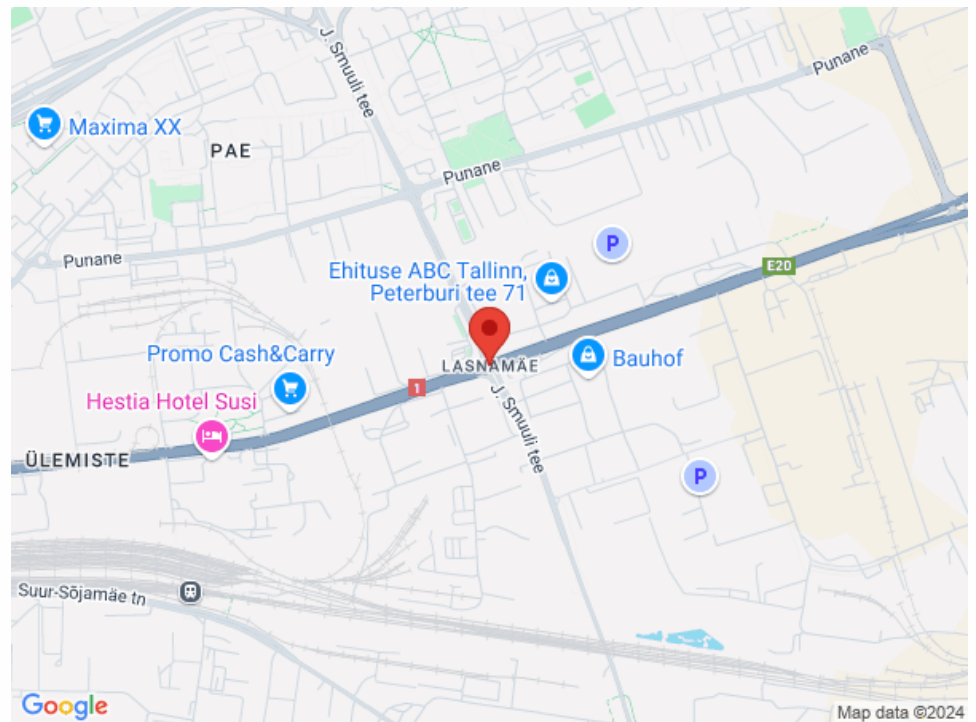 J. Smuuli tee
Punane
Maxima XX
PAE
Punane
Punane
P
Ehituse ABC Tallinn,
Peterburi tee 71
E20
Promo Cash&Carry
LASNAMÄE
Bauhof
1
Hestia Hotel Susi
J. Smuuli tee
ÜLEMISTE
P
Suur-Sõjamäe tn
Google
Map data ©2024